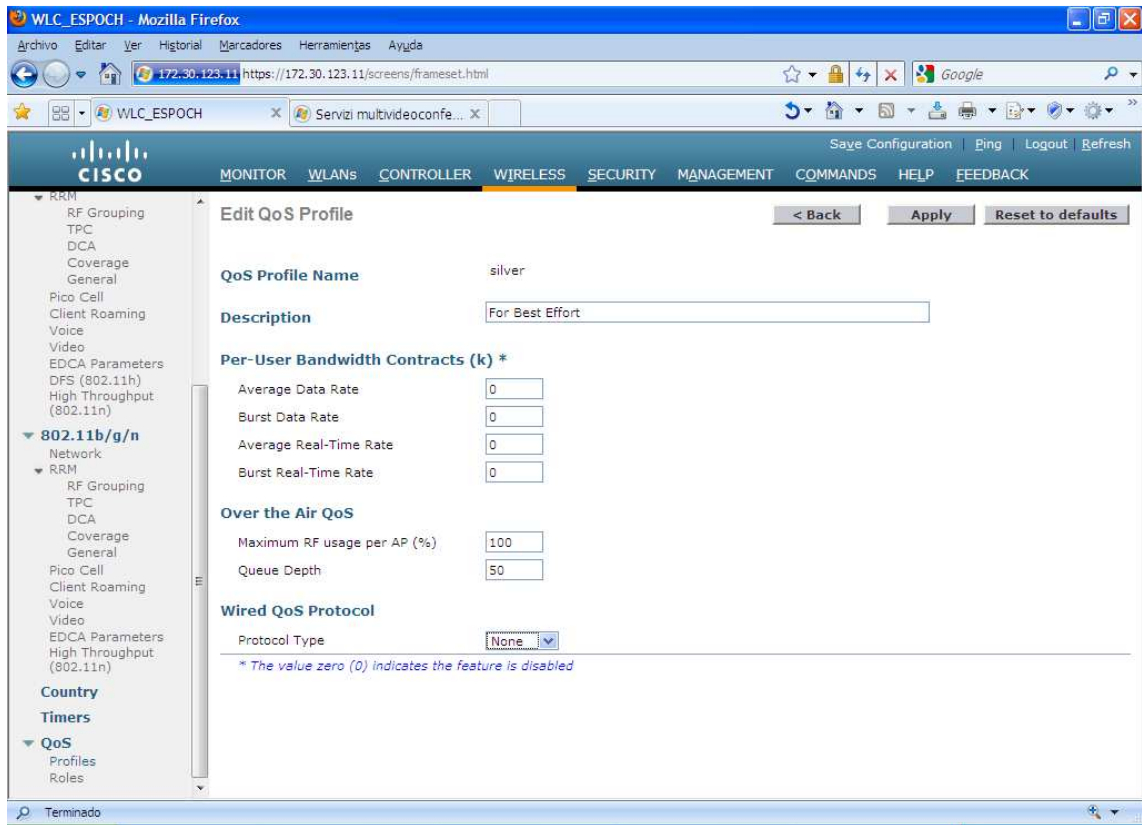 WLC_ESPOCH - Mozilla Firefox
Archivo Editar Ver Historial Marcadores Herramientas Ayuda
172.30.123.11 https://172.30.123.11/screens/frameset.html
Google
WLC_ESPOCH
Servizi multivideoconfe...
Save Configuration | Ping | Logout | Refresh
CISCO
MONITOR WLANs CONTROLLER WIRELESS SECURITY MANAGEMENT COMMANDS HELP FEEDBACK
RRM
RF Grouping
TPC
DCA
Coverage
General
Pico Cell
Client Roaming
Voice
Video
EDCA Parameters
DFS (802.11h)
High Throughput
(802.11n)
802.11b/g/n
Network
RRM
RF Grouping
TPC
DCA
Coverage
General
Pico Cell
Client Roaming
Voice
Video
EDCA Parameters
High Throughput
(802.11n)
Country
Timers
QoS
Profiles
Roles
Edit QoS Profile
< Back
Apply
Reset to defaults
QoS Profile Name silver
Description For Best Effort
Per-User Bandwidth Contracts (k) *
Average Data Rate 0
Burst Data Rate 0
Average Real-Time Rate 0
Burst Real-Time Rate 0
Over the Air QoS
Maximum RF usage per AP (%) 100
Queue Depth 50
Wired QoS Protocol
Protocol Type None
* The value zero (0) indicates the feature is disabled
Terminado